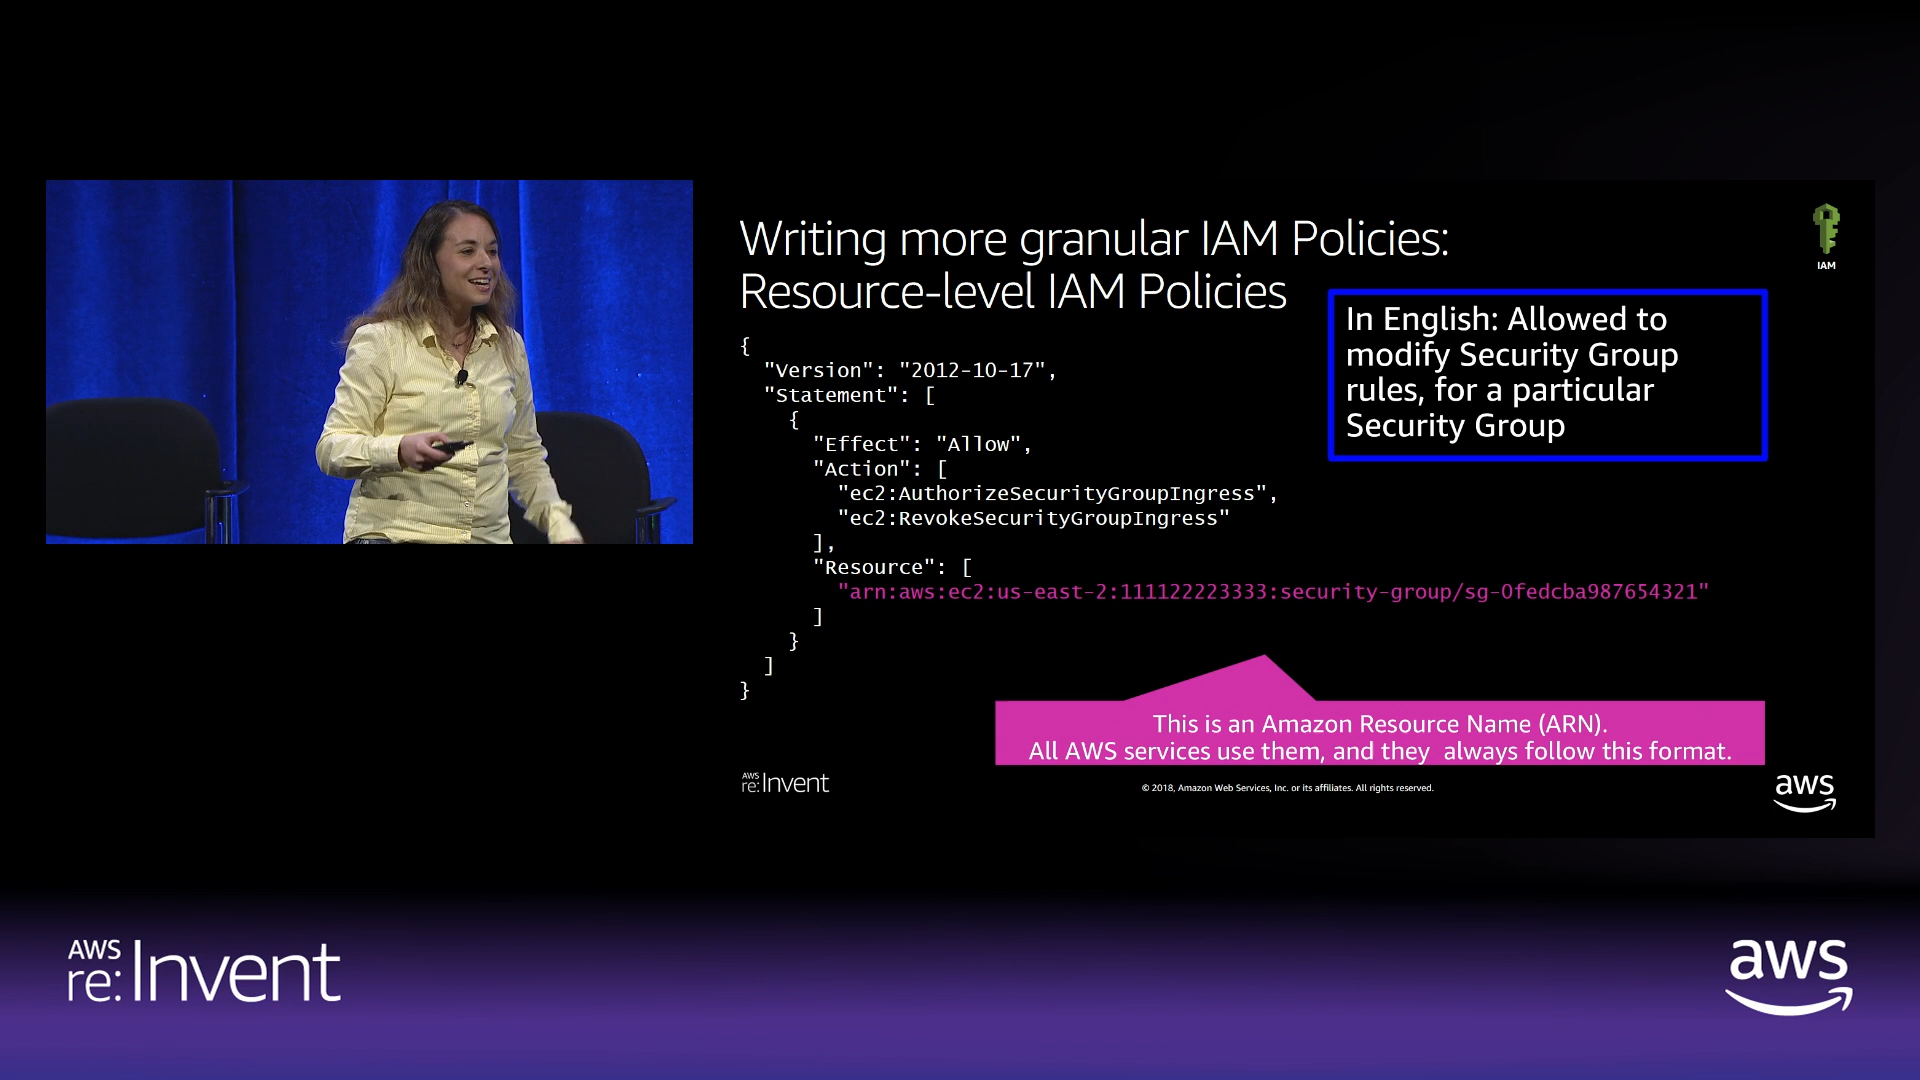 Writing more granular IAM Policies:
Resource-level IAM Policies
IAM
In English: Allowed to
modify Security Group
rules, for a particular
Security Group
{
"Version": "2012-10-17",
"Statement": [
{
"Effect": "Allow",
"Action": [
"ec2:AuthorizeSecurityGroupIngress",
"ec2:RevokeSecurityGroupIngress"
],
"Resource": [
"arn:aws:ec2:us-east-2:111122223333:security-group/sg-0fedcba987654321"
]
}
]
}
This is an Amazon Resource Name (ARN).
All AWS services use them, and they always follow this format.
AWS
re:Invent
© 2018, Amazon Web Services, Inc. or its affiliates. All rights reserved.
aws
AWS
re:Invent
aws